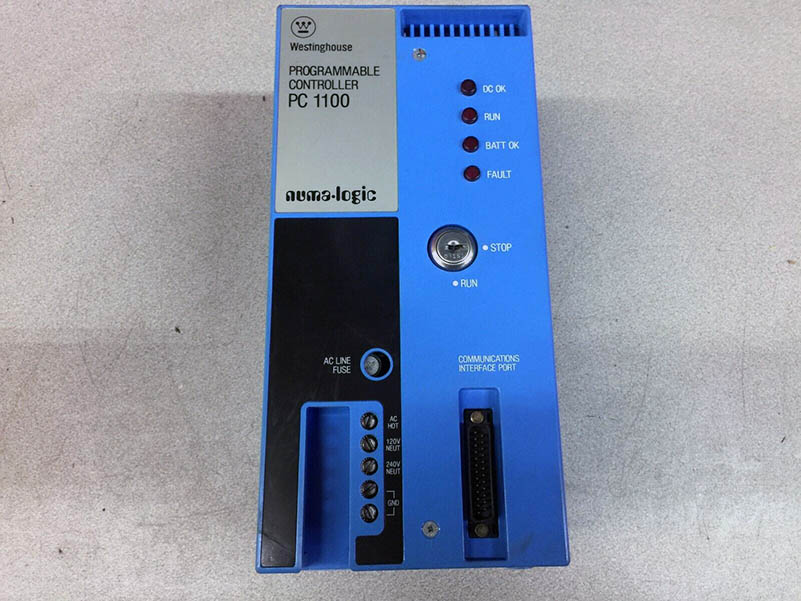 W
Westinghouse
PROGRAMMABLE
CONTROLLER
PC 1100
numa-logic
DC OK
RUN
BATT OK
FAULT
STOP
RUN
AC LINE
FUSE
COMMUNICATIONS
INTERFACE PORT
AC
HOT
120V
NEUT
240V
NEUT
GND